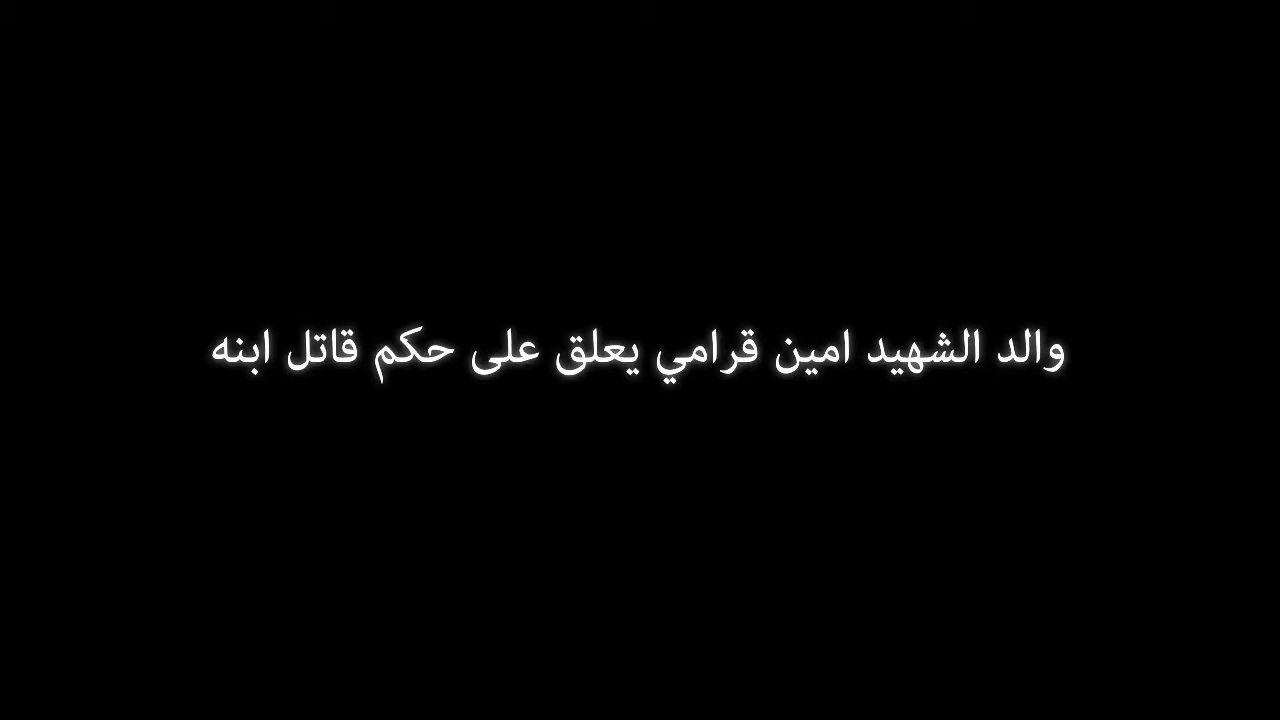 والد الشهيد امين قرامي يعلق على حكم قاتل ابنه